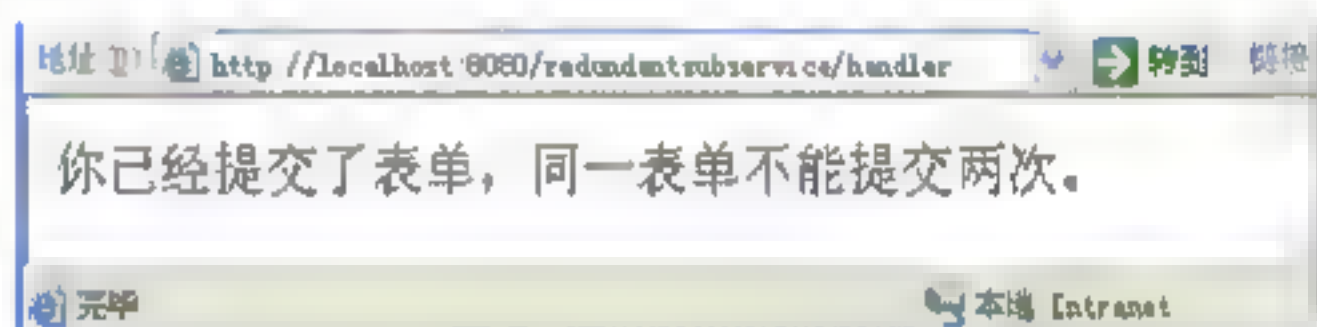 地址(D) http://localhost:8080/redundantsubservice/handler 转到 链接
你已经提交了表单，同一表单不能提交两次。
完毕 本地 Intranet